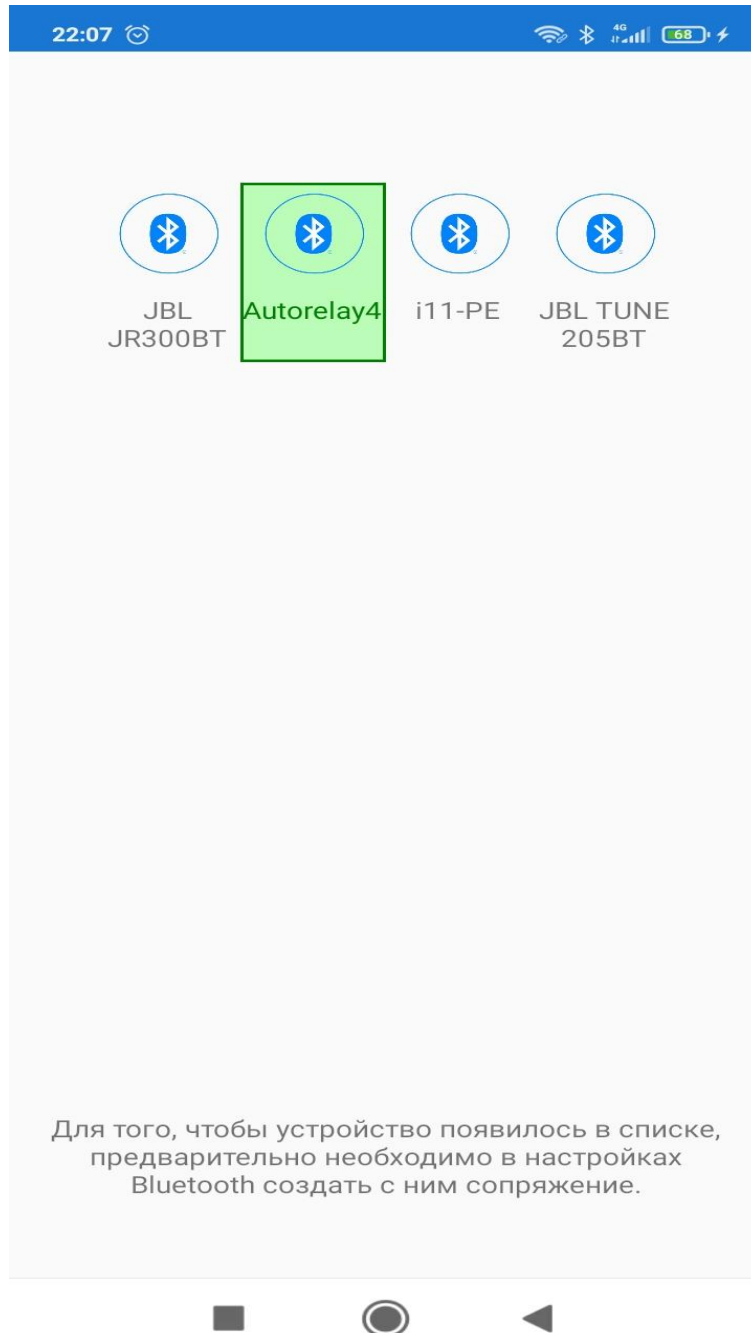 22:07 4G 68
JBL
JR300BT
Autorelay4
i11-PE
JBL TUNE
205BT
Для того, чтобы устройство появилось в списке,
предварительно необходимо в настройках
Bluetooth создать с ним сопряжение.